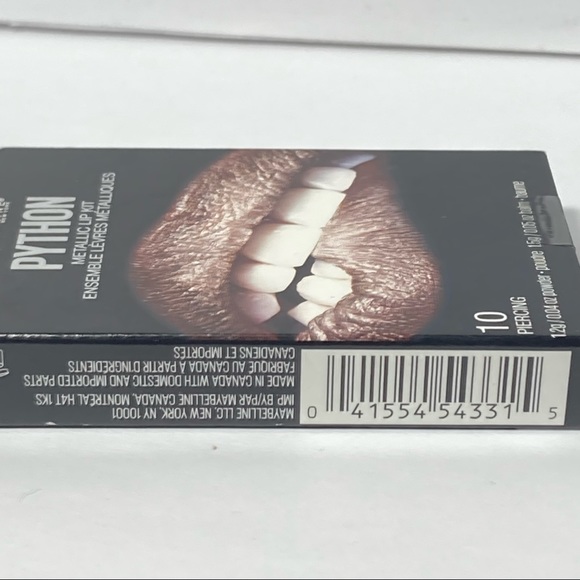 PYTHON
METALLIC LIP KIT
ENSEMBLE LÈVRES MÉTALLIQUES
10
PIERCING
1.2g / 0.04 oz powder • poudre 1.5g / 0.05 oz balm • baume
MAYBELLINE LLC, NEW YORK, NY 10001
IMP. BY/PAR MAYBELLINE CANADA, MONTRÉAL H4T 1K5
MADE IN CANADA WITH DOMESTIC AND IMPORTED PARTS
FABRIQUÉ AU CANADA À PARTIR D'INGRÉDIENTS
CANADIENS ET IMPORTÉS
0 41554 54331 5